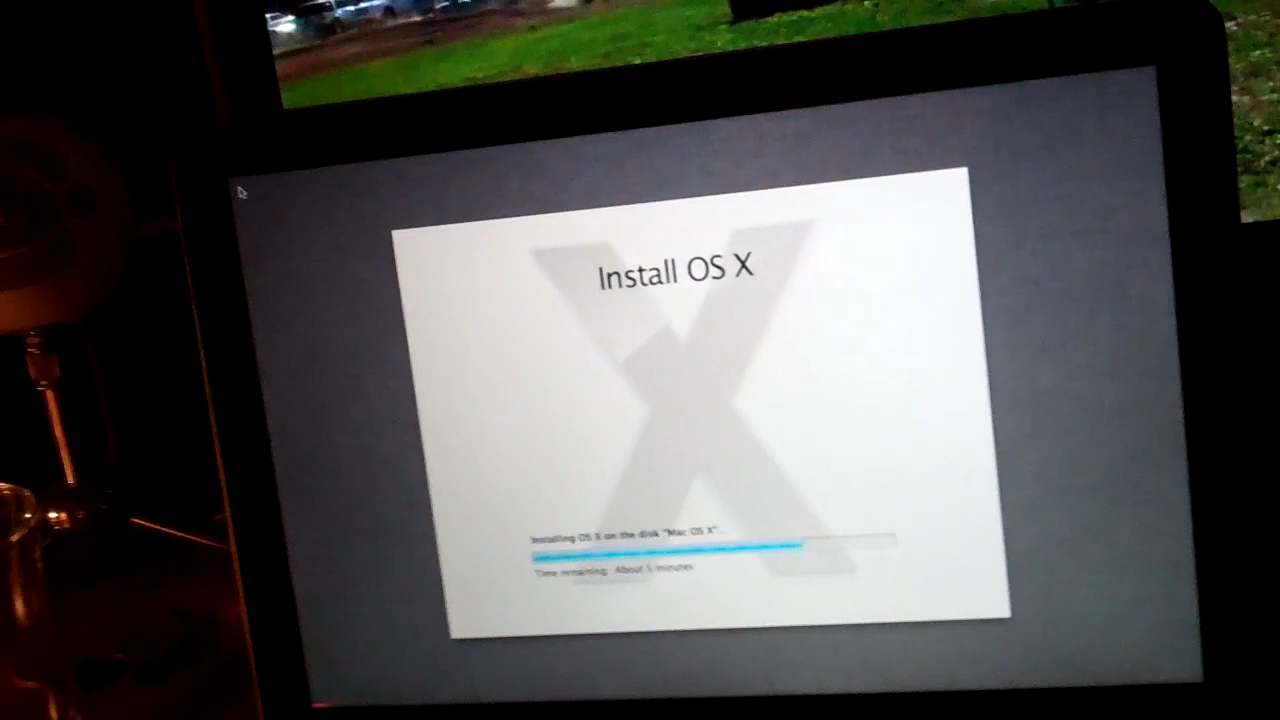 Install OS X
Installing OS X on the disk "Mac OS X"...
Time remaining: About 5 minutes